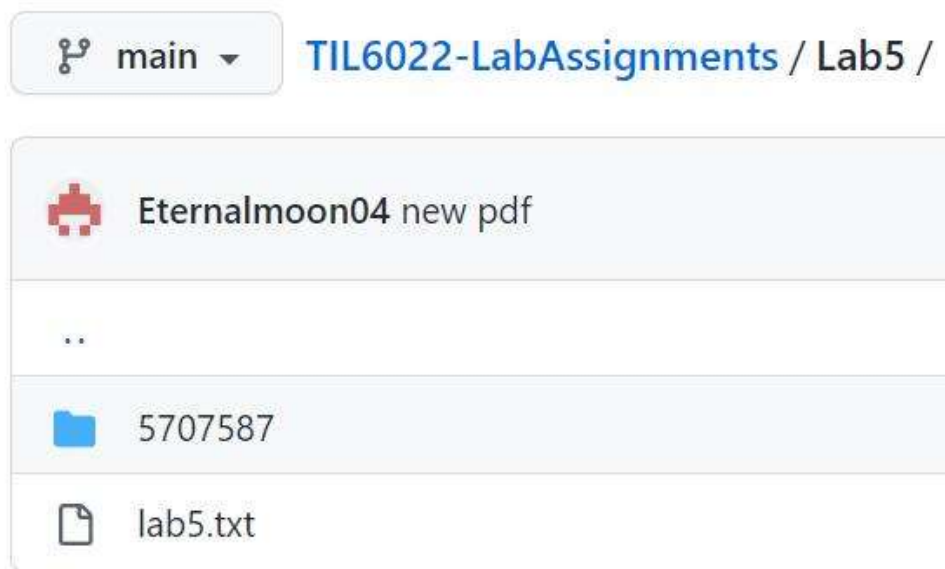 main TIL6022-LabAssignments / Lab5 /
Eternalmoon04 new pdf
..
5707587
lab5.txt